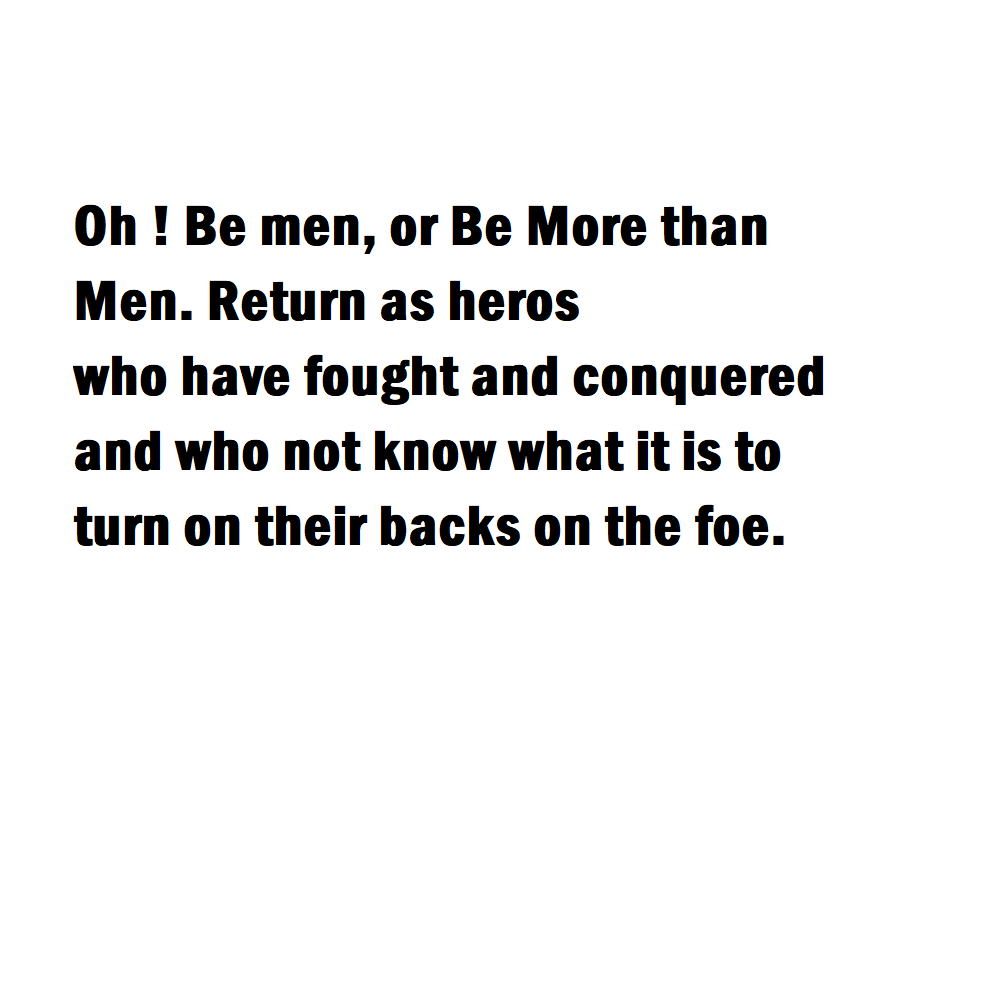 Oh ! Be men, or Be More than
Men. Return as heros
who have fought and conquered
and who not know what it is to
turn on their backs on the foe.